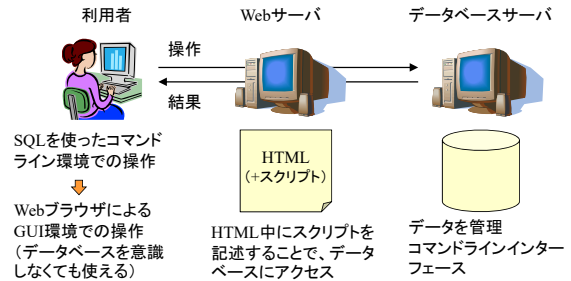 利用者
Webサーバ
データベースサーバ
操作
結果
SQLを使ったコマンド
ライン環境での操作
Webブラウザによる
GUI環境での操作
(データベースを意識
しなくても使える)
HTML
(+スクリプト)
HTML中にスクリプトを
記述することで、データ
ベースにアクセス
データを管理
コマンドラインインター
フェース